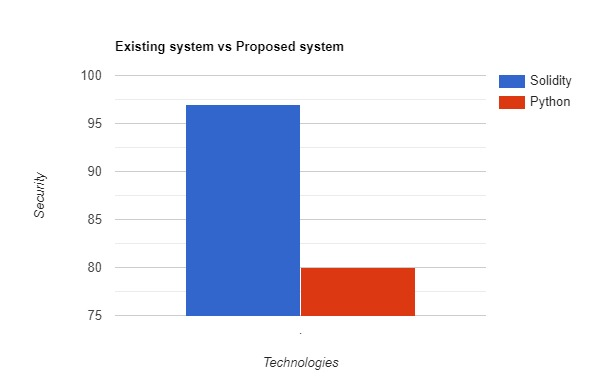 Existing system vs Proposed system
100
95
90
85
80
75
Security
.
Technologies
Solidity
Python